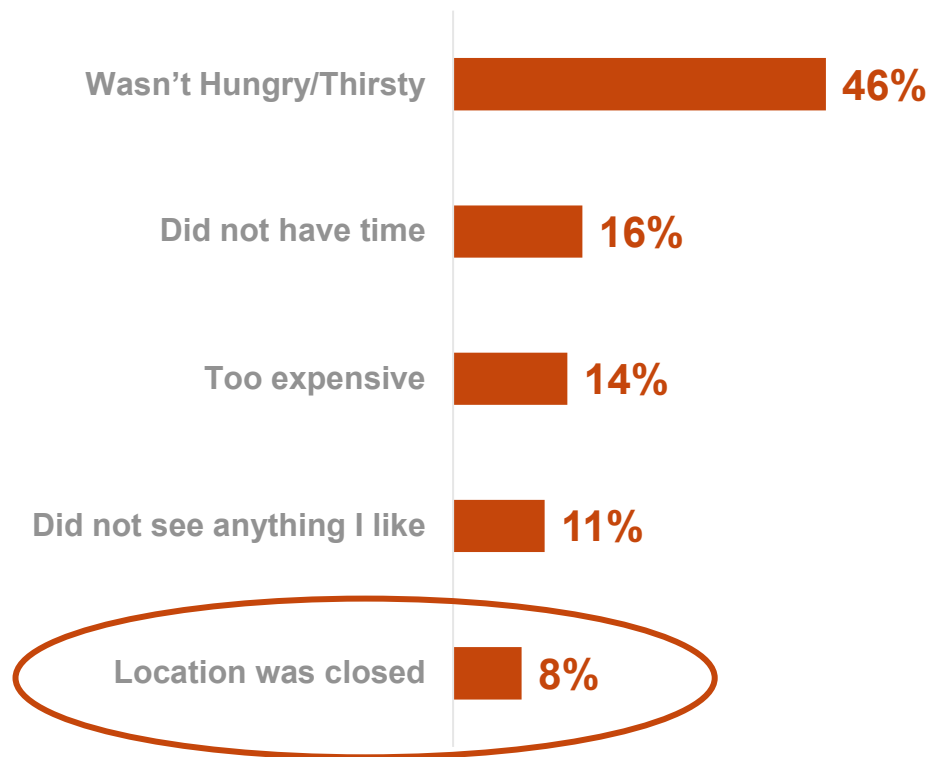 Wasn’t Hungry/Thirsty 46%
Did not have time 16%
Too expensive 14%
Did not see anything I like 11%
Location was closed 8%